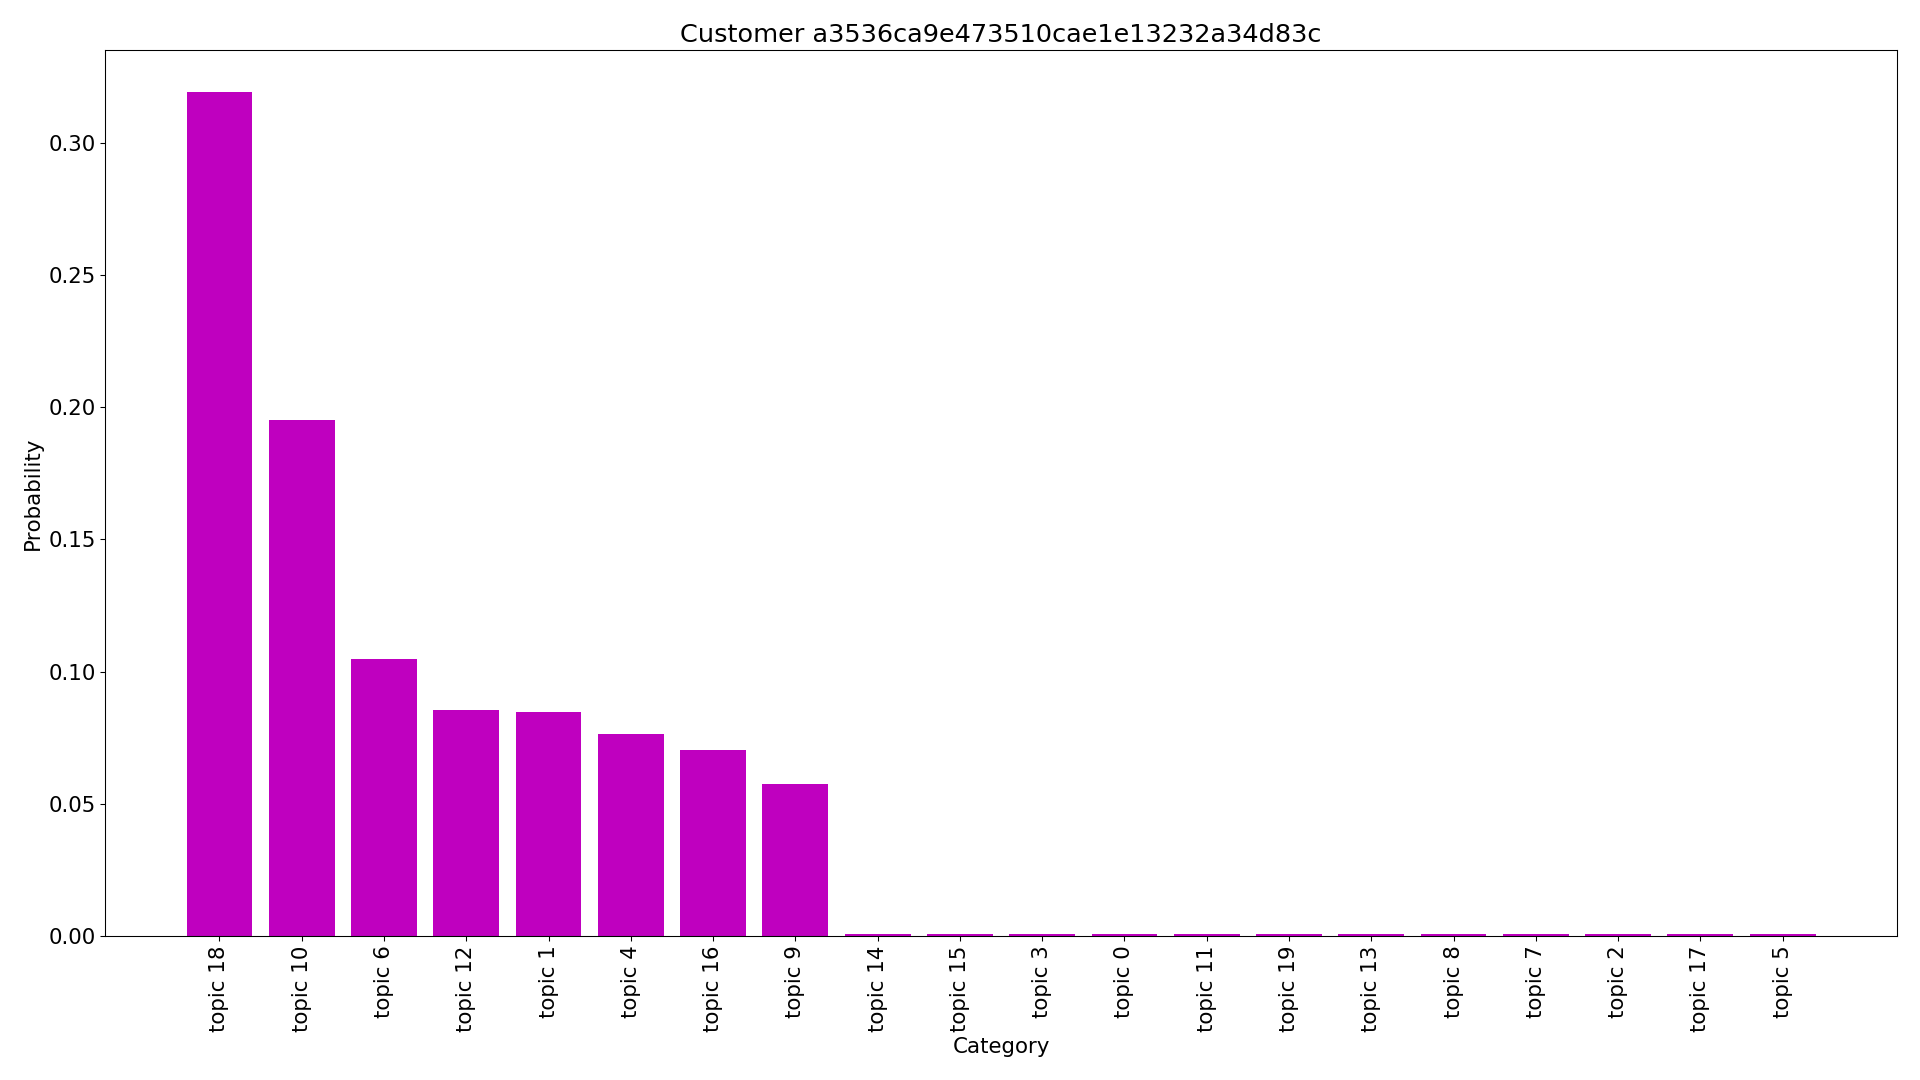 Customer a3536ca9e473510cae1e13232a34d83c
0.30
0.25
0.20
0.15
0.10
0.05
0.00
Probability
topic 18
topic 10
topic 6
topic 12
topic 1
topic 4
topic 16
topic 9
topic 14
topic 15
topic 3
topic 0
topic 11
topic 19
topic 13
topic 8
topic 7
topic 2
topic 17
topic 5
Category